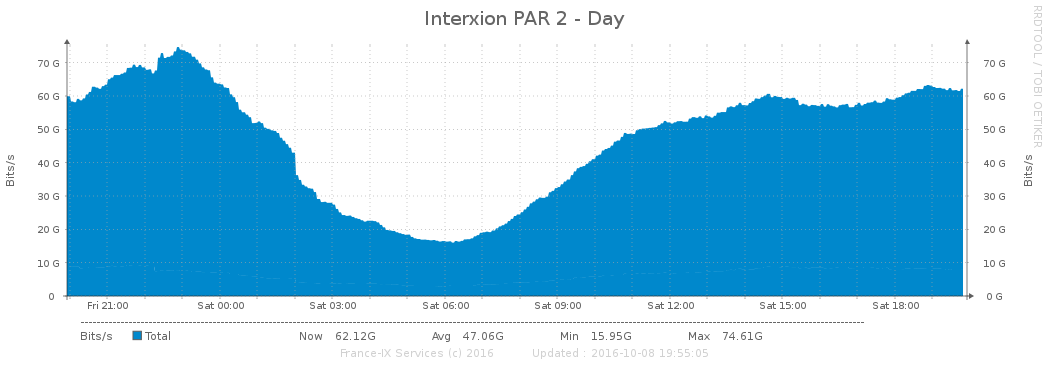 Interxion PAR 2 - Day
RRDTOOL / TOBI OETIKER
Bits/s
70 G
60 G
50 G
40 G
30 G
20 G
10 G
0
70 G
60 G
50 G
40 G
30 G
20 G
10 G
0 G
Bits/s
Fri 21:00 Sat 00:00 Sat 03:00 Sat 06:00 Sat 09:00 Sat 12:00 Sat 15:00 Sat 18:00
Bits/s Total Now 62.12G Avg 47.06G Min 15.95G Max 74.61G
France-IX Services (c) 2016 Updated : 2016-10-08 19:55:05